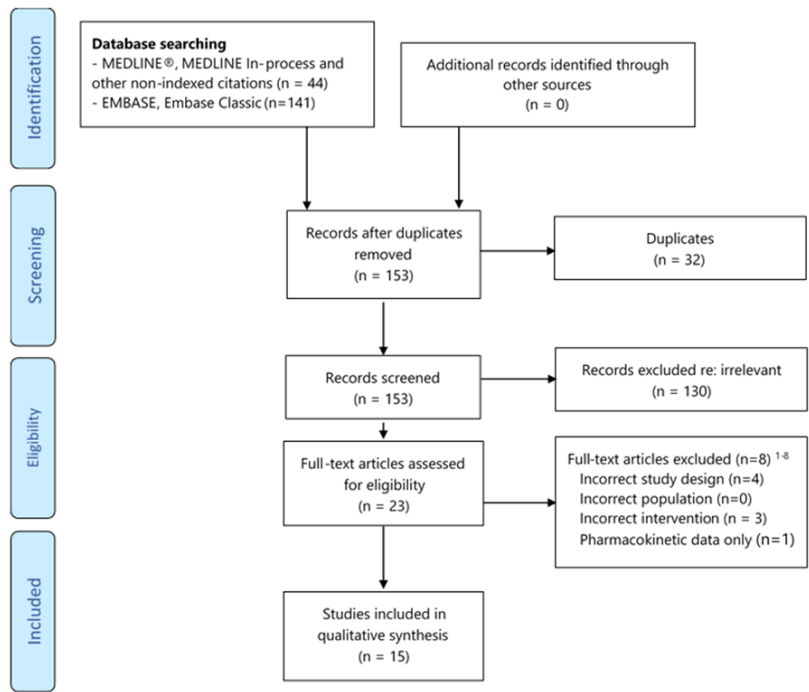 Identification
Database searching
- MEDLINE®, MEDLINE In-process and
other non-indexed citations (n = 44)
- EMBASE, Embase Classic (n=141)
Additional records identified through
other sources
(n = 0)
Screening
Records after duplicates
removed
(n = 153)
Duplicates
(n = 32)
Eligibility
Records screened
(n = 153)
Records excluded re: irrelevant
(n = 130)
Full-text articles assessed
for eligibility
(n = 23)
Full-text articles excluded (n=8) 1-8
Incorrect study design (n=4)
Incorrect population (n=0)
Incorrect intervention (n = 3)
Pharmacokinetic data only (n=1)
Included
Studies included in
qualitative synthesis
(n = 15)